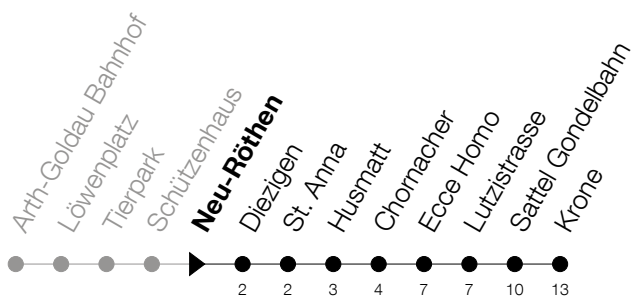 Arth-Goldau Bahnhof
Löwenplatz
Tierpark
Schützenhaus
Neu-Röthen
Diezigen
St. Anna
Husmatt
Chornacher
Ecce Homo
Lutzistrasse
Sattel Gondelbahn
Krone
2 2 3 4 7 7 10 13